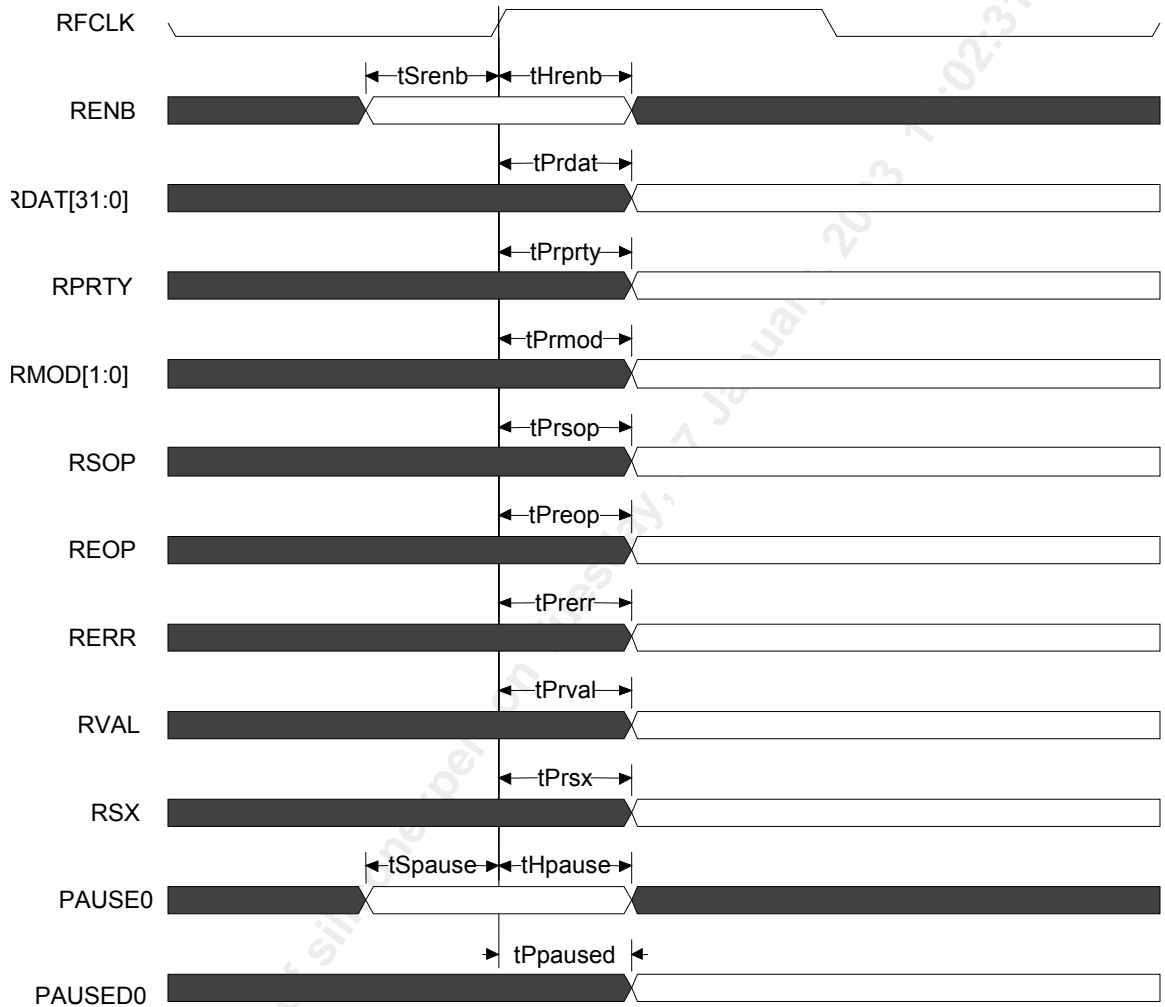 RFCLK
tSrenb tHrenb
RENB
tPrdat
RDAT[31:0]
tPrprty
RPRTY
tPrmod
RMOD[1:0]
tPrsop
RSOP
tPreop
REOP
tPrerr
RERR
tPrval
RVAL
tPrsx
RSX
tSpause tHpause
PAUSE0
tPpaused
PAUSED0